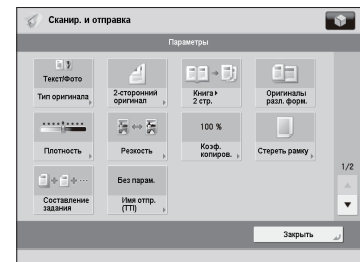 Сканир. и отправка
Параметры
Текст/Фото
Тип оригинала
2-сторонний
оригинал
Книга
2 стр.
Оригиналы
разл. форм.
Плотность
Резкость
100 %
Коэф.
копиров.
Стереть рамку
1/2
Составление
задания
Без парам.
Имя отпр.
(TTI)
Закрыть